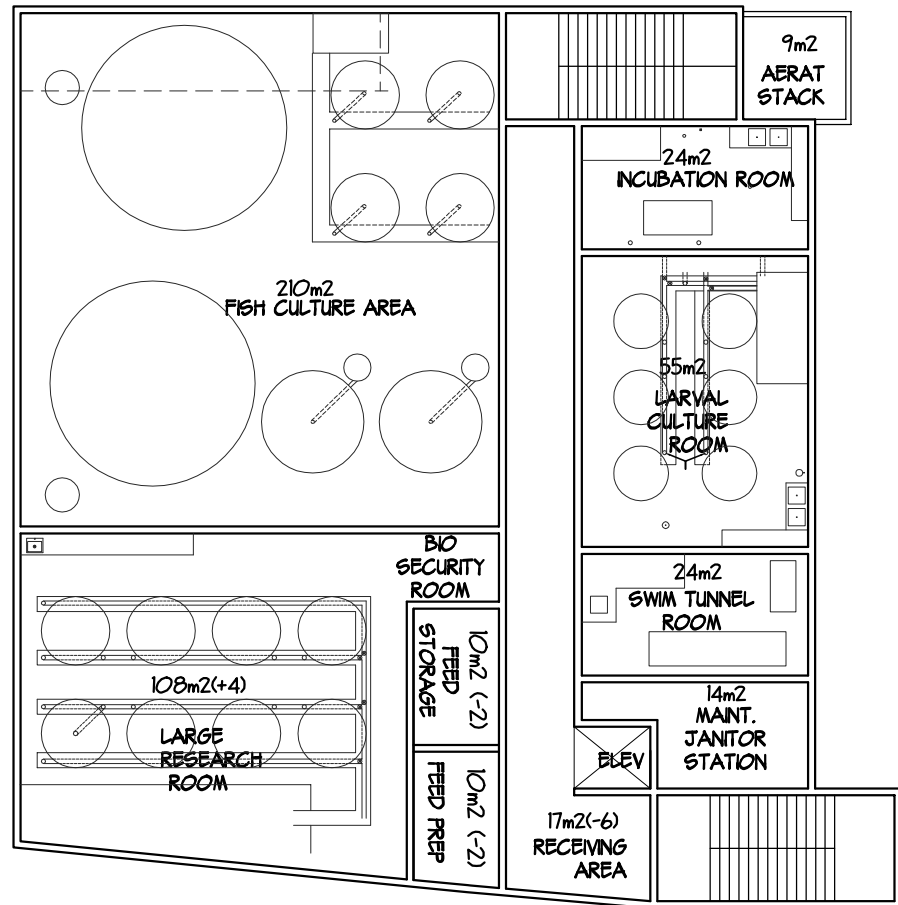 9m2
AERAT
STACK
24m2
INCUBATION ROOM
210m2
FISH CULTURE AREA
55m2
LARVAL
CULTURE
ROOM
BIO
SECURITY
ROOM
24m2
SWIM TUNNEL
ROOM
10m2 (-2)
FEED
STORAGE
108m2(+4)
LARGE
RESEARCH
ROOM
14m2
MAINT.
JANITOR
STATION
ELEV
10m2 (-2)
FEED PREP
17m2(-6)
RECEIVING
AREA